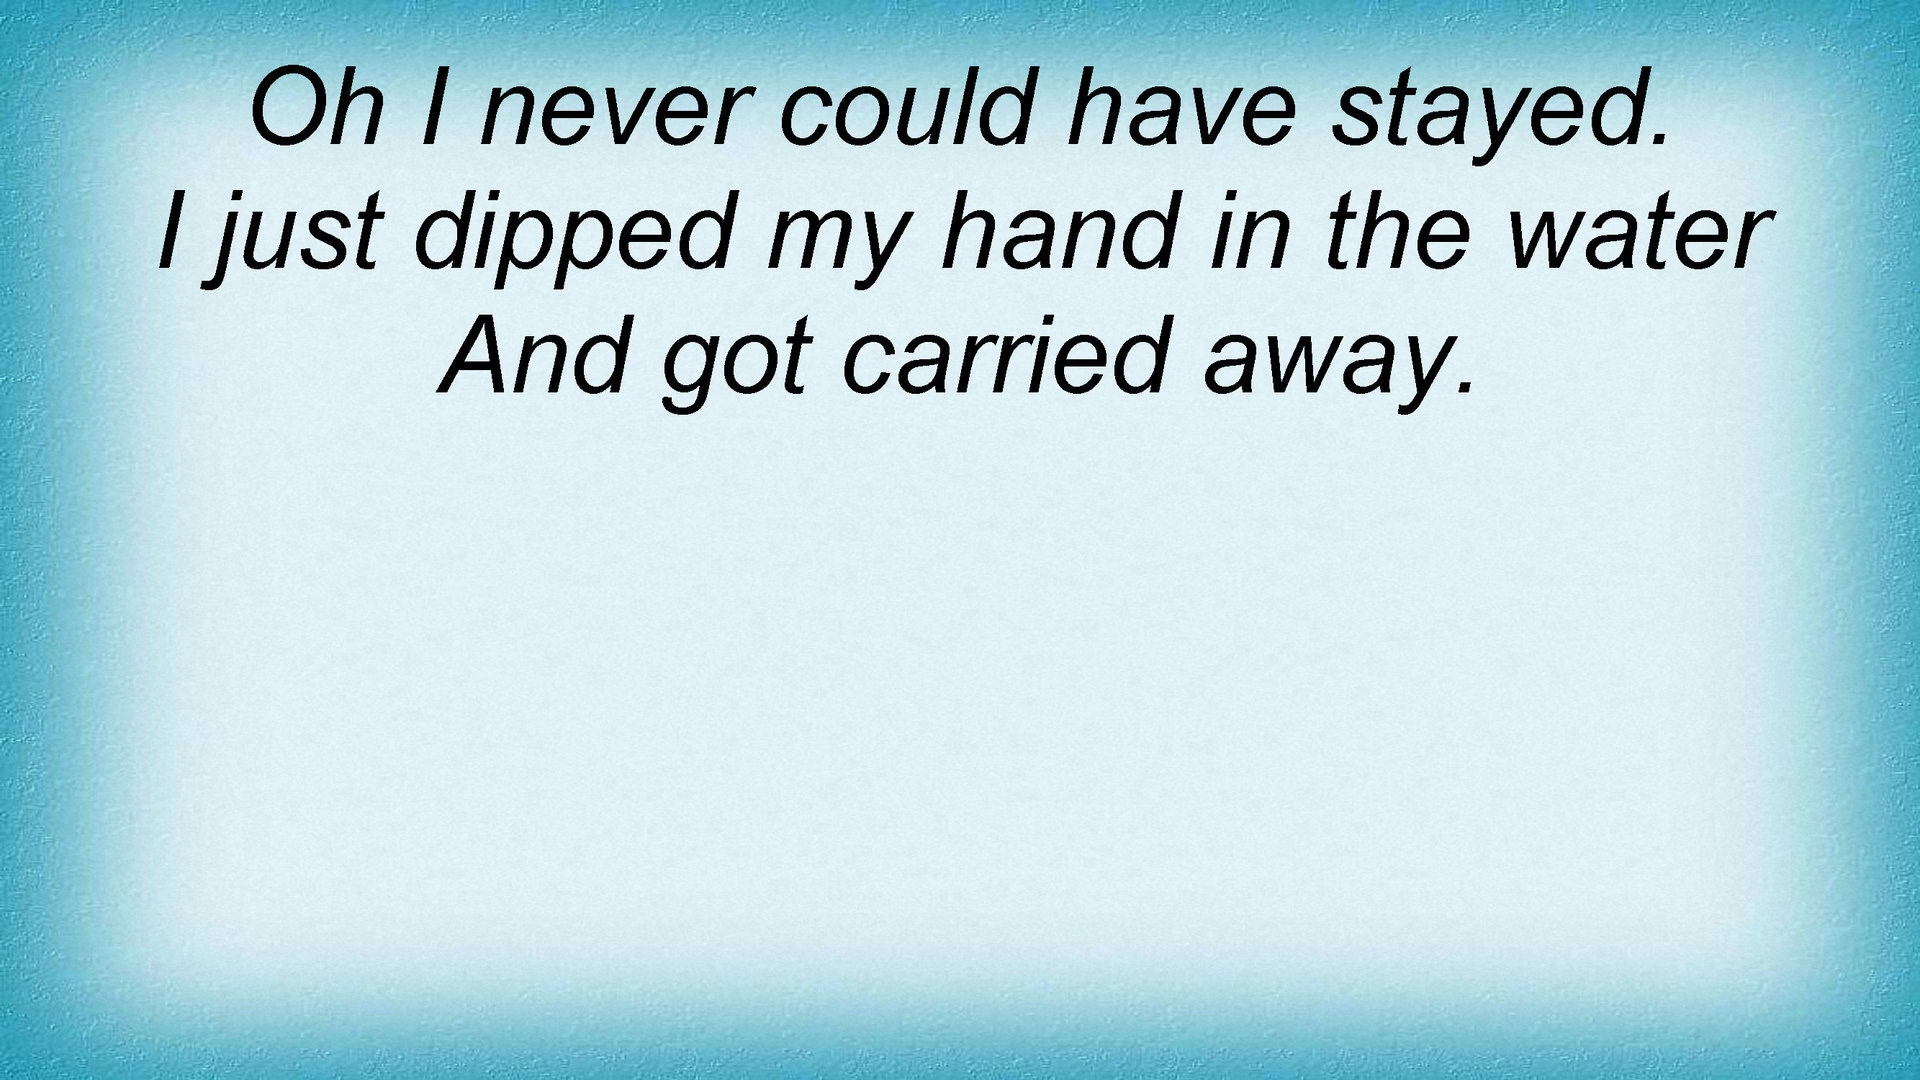 Oh I never could have stayed.
I just dipped my hand in the water
And got carried away.